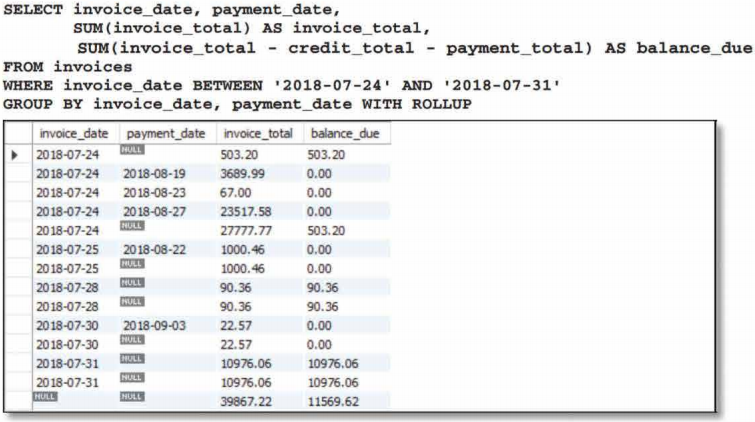 SELECT invoice_date, payment_date,
SUM(invoice_total) AS invoice_total,
SUM(invoice_total - credit_total - payment_total) AS balance_due
FROM invoices
WHERE invoice_date BETWEEN '2018-07-24' AND '2018-07-31'
GROUP BY invoice_date, payment_date WITH ROLLUP
invoice_date payment_date invoice_total balance_due
2018-07-24 NULL 503.20 503.20
2018-07-24 2018-08-19 3689.99 0.00
2018-07-24 2018-08-23 67.00 0.00
2018-07-24 2018-08-27 23517.58 0.00
2018-07-24 NULL 27777.77 503.20
2018-07-25 2018-08-22 1000.46 0.00
2018-07-25 NULL 1000.46 0.00
2018-07-28 NULL 90.36 90.36
2018-07-28 NULL 90.36 90.36
2018-07-30 2018-09-03 22.57 0.00
2018-07-30 NULL 22.57 0.00
2018-07-31 NULL 10976.06 10976.06
2018-07-31 NULL 10976.06 10976.06
NULL NULL 39867.22 11569.62